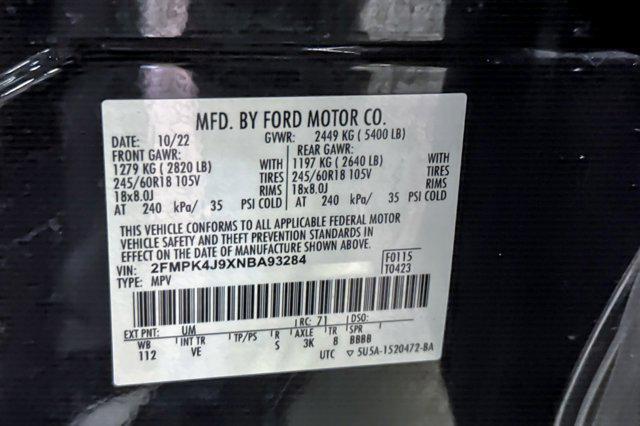 MFD. BY FORD MOTOR CO.
DATE: 10/22 GVWR: 2449 KG ( 5400 LB)
FRONT GAWR: REAR GAWR:
1279 KG ( 2820 LB) WITH 1197 KG ( 2640 LB) WITH
245/60R18 105V TIRES 245/60R18 105V TIRES
18x8.0J RIMS 18x8.0J RIMS
AT 240 kPa/ 35 PSI COLD AT 240 kPa/ 35 PSI COLD
THIS VEHICLE CONFORMS TO ALL APPLICABLE FEDERAL MOTOR
VEHICLE SAFETY AND THEFT PREVENTION STANDARDS IN
EFFECT ON THE DATE OF MANUFACTURE SHOWN ABOVE.
VIN: 2FMPK4J9XNBA93284 F0115
TYPE: MPV T0423
EXT PNT: UM RC: 71 DSO:
WB INT TR TP/PS R AXLE TR SPR
112 VE S 3K 8 BBBB
UTC ▽ 5U5A-1520472-BA